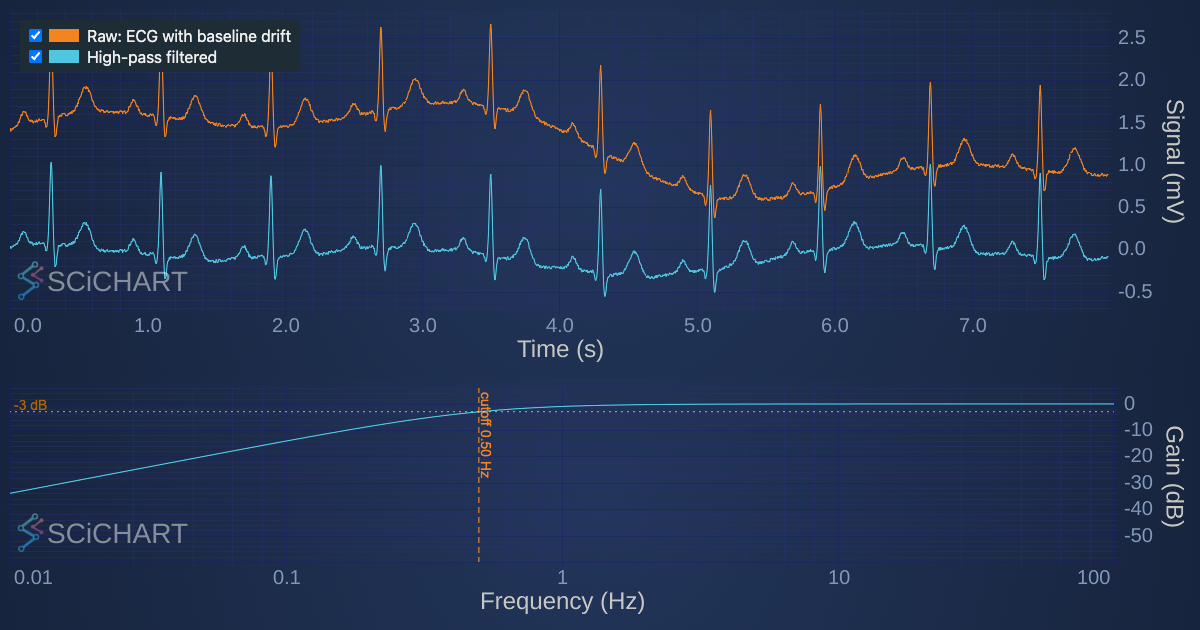 Raw: ECG with baseline drift
High-pass filtered
2.5
2.0
1.5
1.0
0.5
0.0
-0.5
Signal (mV)
SCiCHART
0.0 1.0 2.0 3.0 4.0 5.0 6.0 7.0
Time (s)
-3 dB
cutoff 0.50 Hz
0
-10
-20
-30
-40
-50
Gain (dB)
SCiCHART
0.01 0.1 1 10 100
Frequency (Hz)